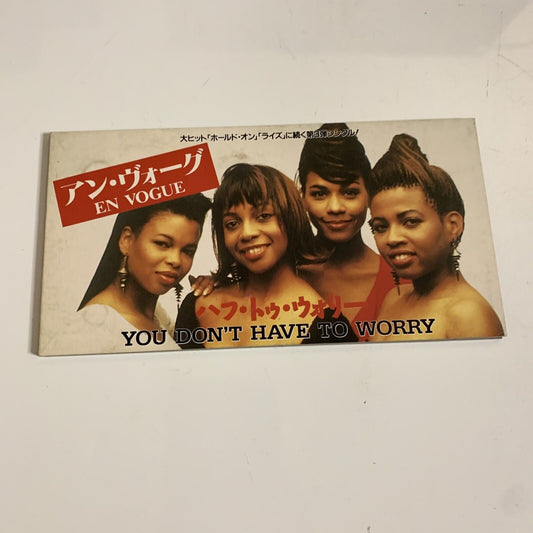 大ヒット「ホールド・オン」「ライズ」に続く第3弾シングル!
アン・ヴォーグ
EN VOGUE
ハフ・トゥ・ウォリー
YOU DON'T HAVE TO WORRY